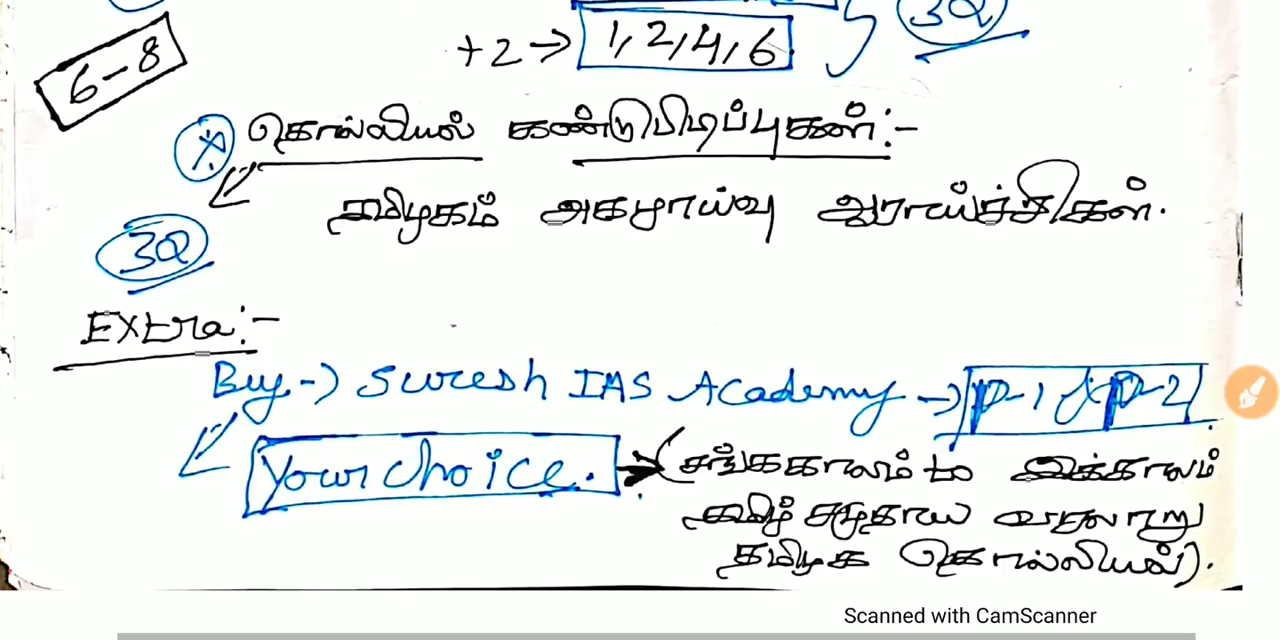 3Q
+2 → 1, 2, 4, 6
6-8
தொல்லியல் கண்டுபிடிப்புகள்:-
தமிழகம் அகழாய்வு ஆராய்ச்சிகள்.
3Q
Extra:-
Buy → Suresh IAS Academy → P-1 & P-2
Your choice. → (சங்ககாலம் to இக்காலம்
தமிழ் சமுதாய வரலாறு
தமிழக தொல்லியல்).
Scanned with CamScanner